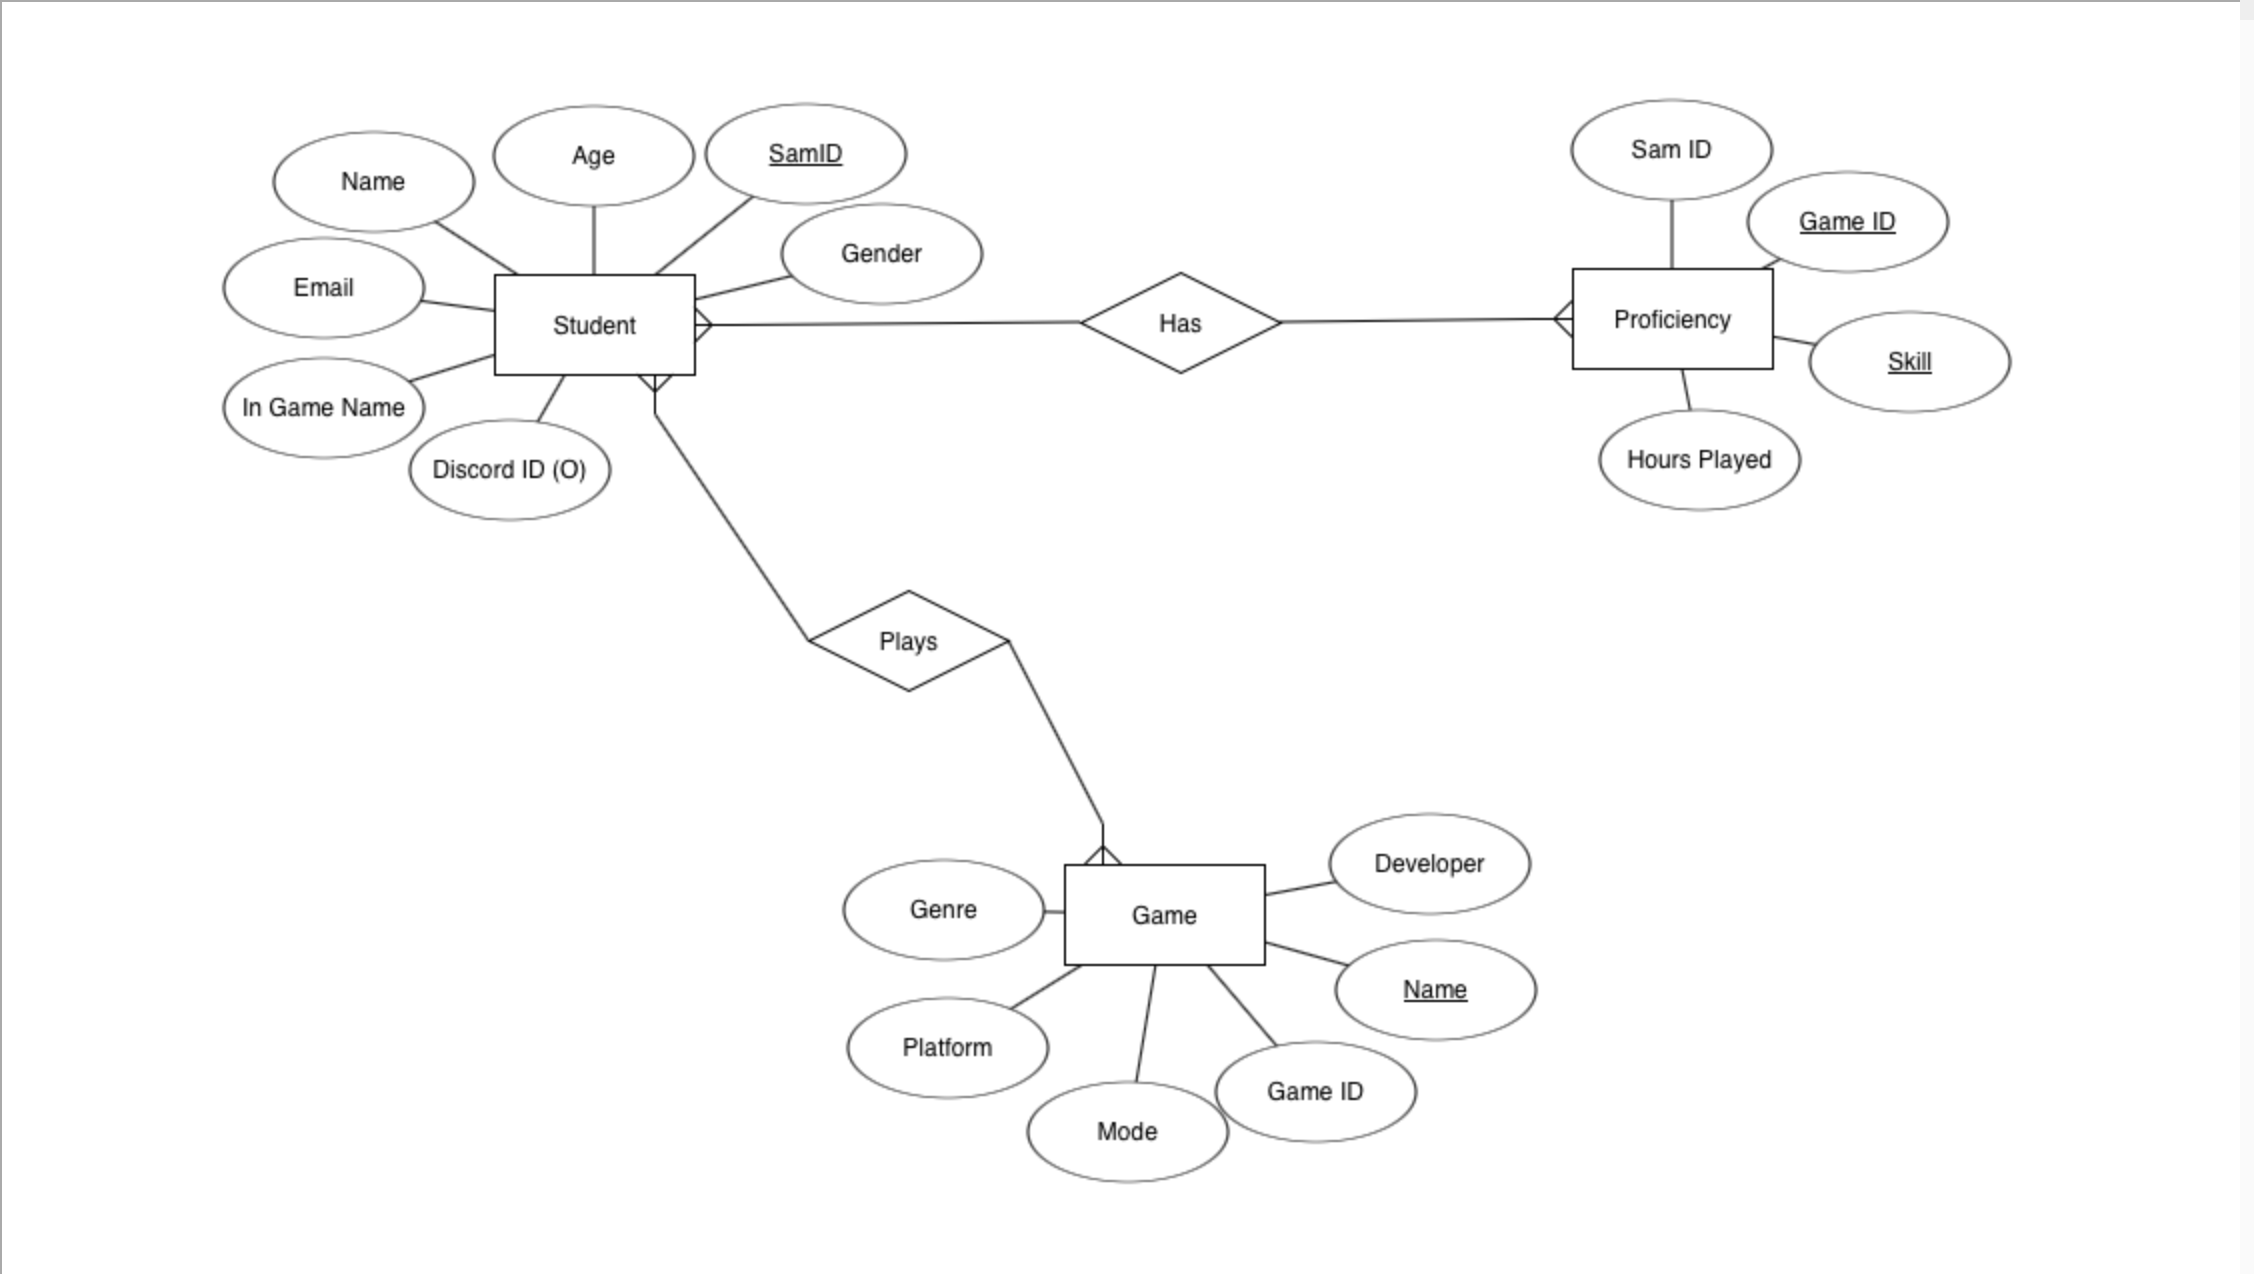 Name
Age
SamID
Gender
Email
Student
In Game Name
Discord ID (O)
Has
Sam ID
Game ID
Proficiency
Skill
Hours Played
Plays
Developer
Genre
Game
Name
Platform
Game ID
Mode